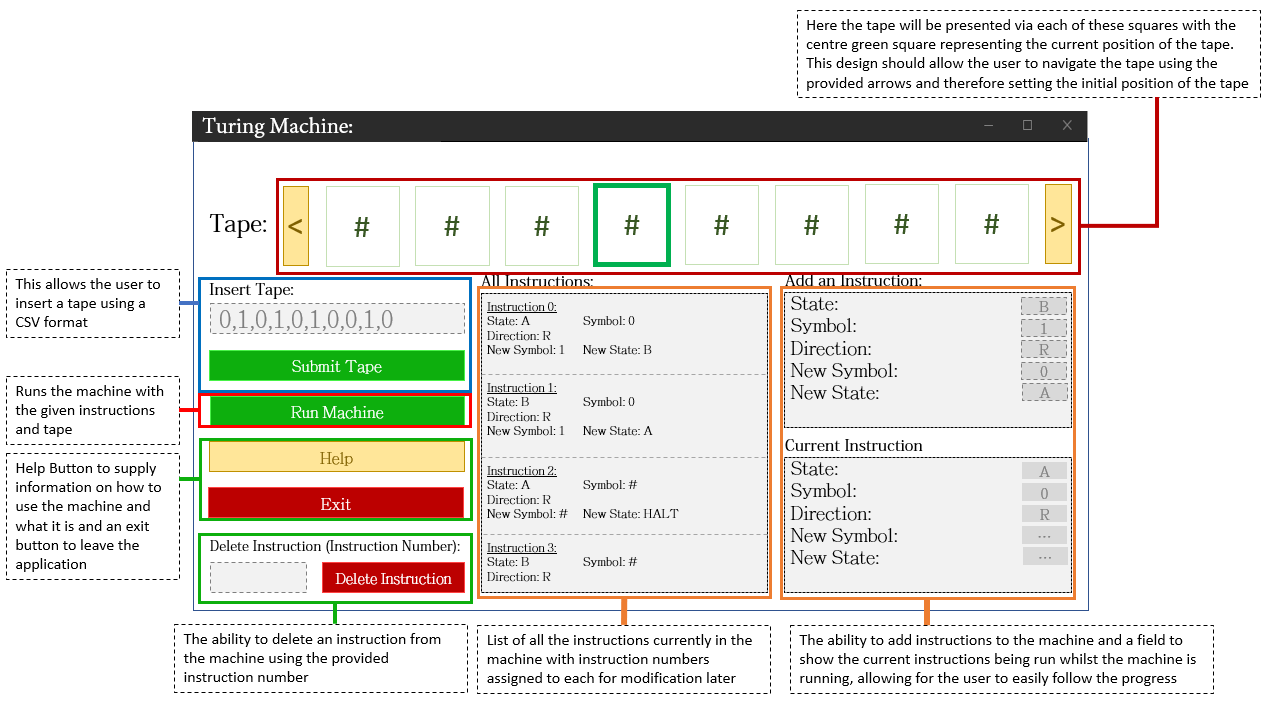 Here the tape will be presented via each of these squares with the
centre green square representing the current position of the tape.
This design should allow the user to navigate the tape using the
provided arrows and therefore setting the initial position of the tape
Turing Machine:
Tape:
< # # # # # # # # >
This allows the user to
insert a tape using a
CSV format
Insert Tape:
0,1,0,1,0,1,0,0,1,0
Submit Tape
Runs the machine with
the given instructions
and tape
Run Machine
Help Button to supply
information on how to
use the machine and
what it is and an exit
button to leave the
application
Help
Exit
Delete Instruction (Instruction Number):
Delete Instruction
The ability to delete an instruction from
the machine using the provided
instruction number
All Instructions:
Instruction 0:
State: A Symbol: 0
Direction: R
New Symbol: 1 New State: B
Instruction 1:
State: B Symbol: 0
Direction: R
New Symbol: 1 New State: A
Instruction 2:
State: A Symbol: #
Direction: R
New Symbol: # New State: HALT
Instruction 3:
State: B Symbol: #
Direction: R
List of all the instructions currently in the
machine with instruction numbers
assigned to each for modification later
Add an Instruction:
State: B
Symbol: 1
Direction: R
New Symbol: 0
New State: A
Current Instruction
State: A
Symbol: 0
Direction: R
New Symbol: ...
New State: ...
The ability to add instructions to the machine and a field to
show the current instructions being run whilst the machine is
running, allowing for the user to easily follow the progress